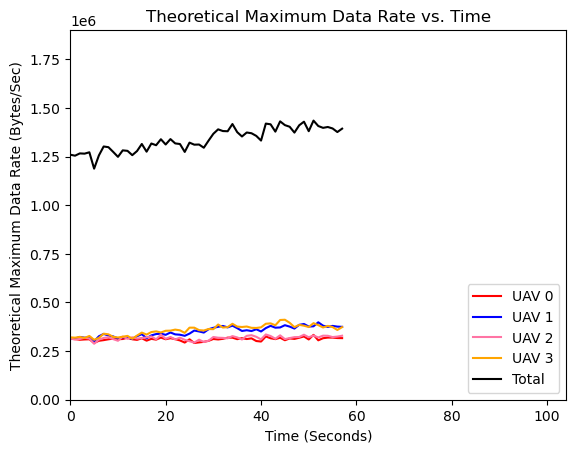 Theoretical Maximum Data Rate vs. Time
1e6
1.75
1.50
1.25
1.00
0.75
0.50
0.25
0.00
Theoretical Maximum Data Rate (Bytes/Sec)
0 20 40 60 80 100
Time (Seconds)
UAV 0
UAV 1
UAV 2
UAV 3
Total